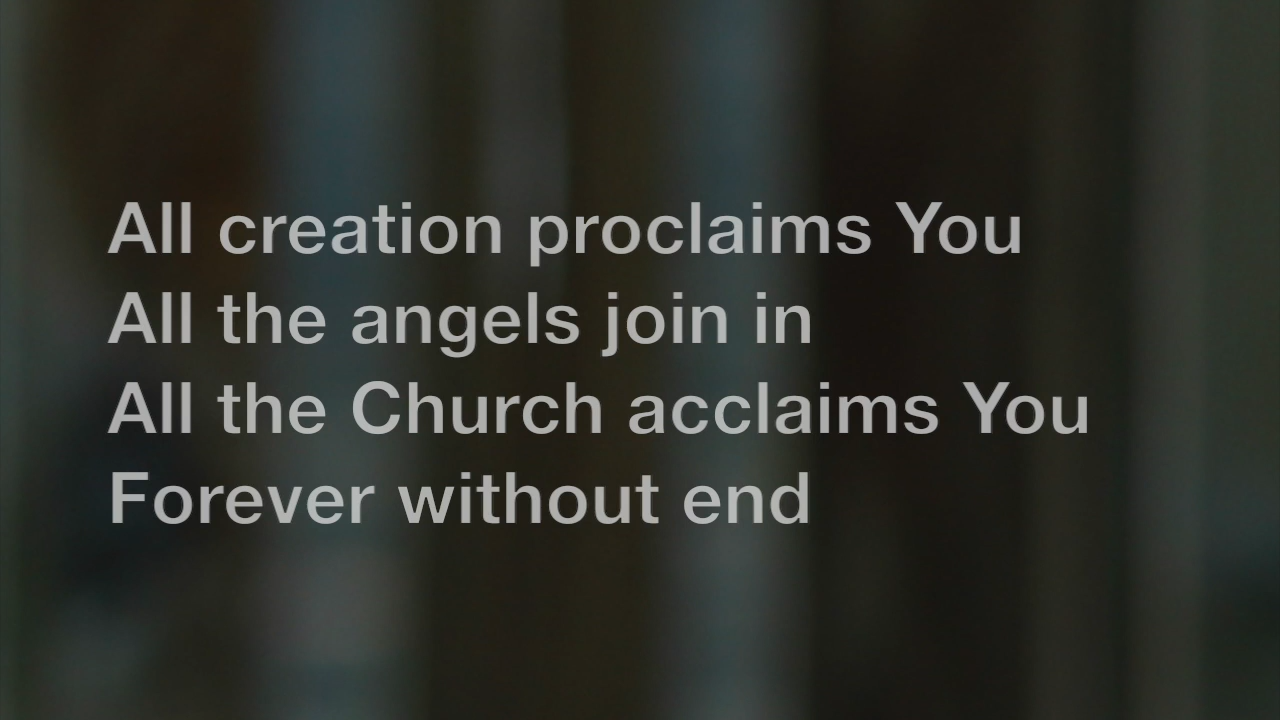 All creation proclaims You
All the angels join in
All the Church acclaims You
Forever without end